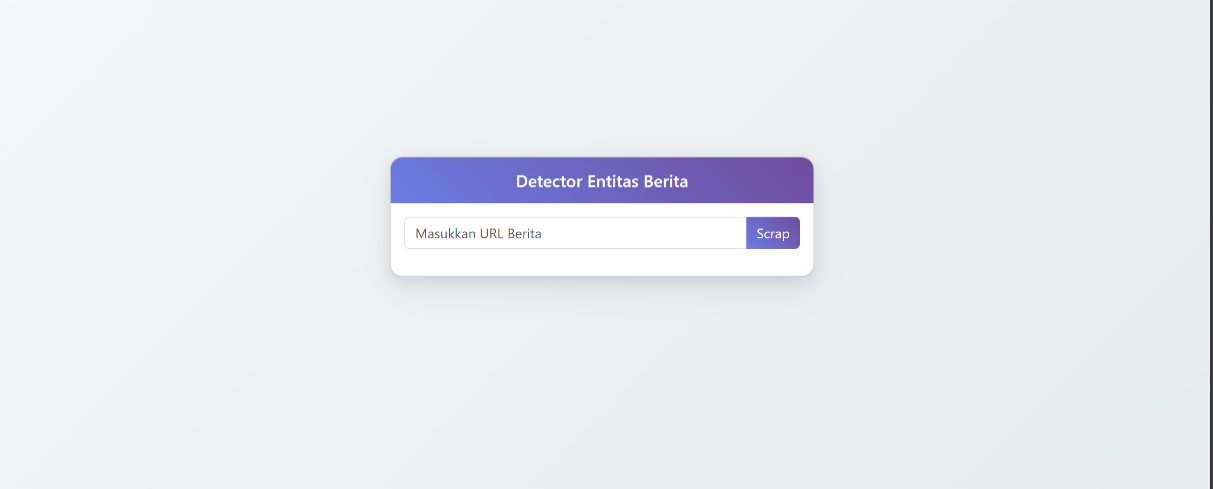 Detector Entitas Berita
Masukkan URL Berita
Scrap